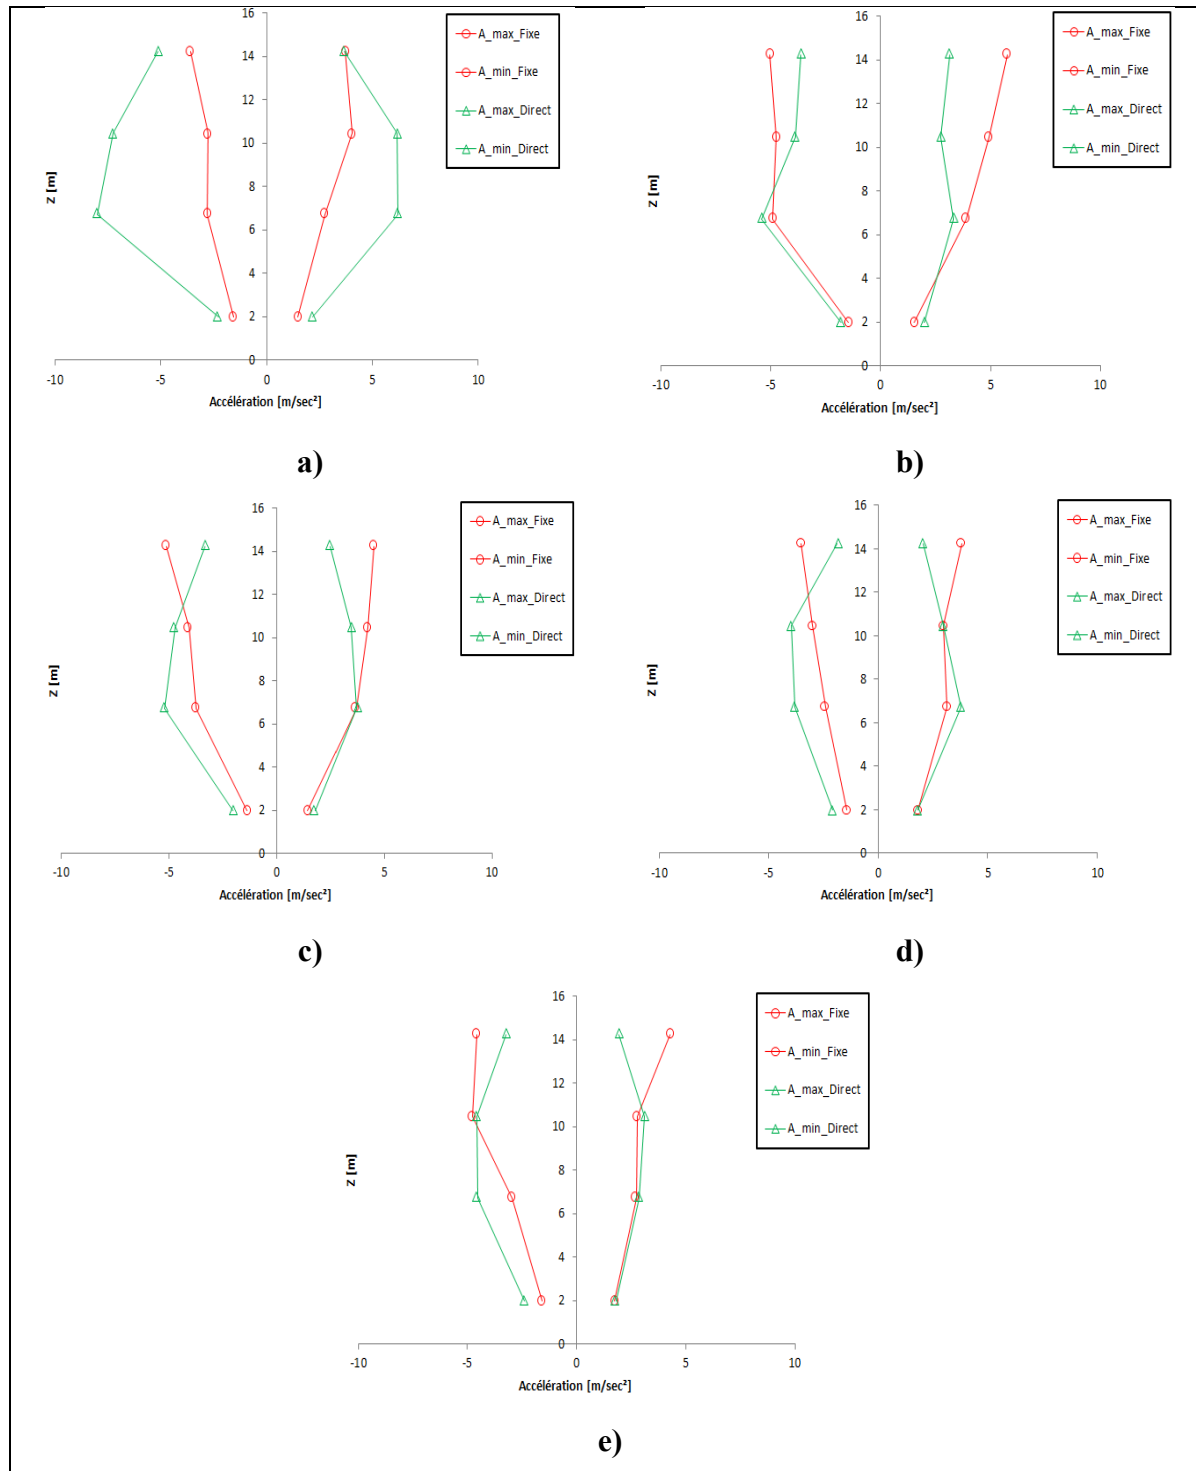 16
14
12
10
8
6
4
2
0
Z [m]
-10 -5 0 5 10
Accélération [m/sec²]
A_max_Fixe
A_min_Fixe
A_max_Direct
A_min_Direct
a)
16
14
12
10
8
6
4
2
0
Z [m]
-10 -5 0 5 10
Accélération [m/sec²]
A_max_Fixe
A_min_Fixe
A_max_Direct
A_min_Direct
b)
16
14
12
10
8
6
4
2
0
Z [m]
-10 -5 0 5 10
Accélération [m/sec²]
A_max_Fixe
A_min_Fixe
A_max_Direct
A_min_Direct
c)
16
14
12
10
8
6
4
2
0
Z [m]
-10 -5 0 5 10
Accélération [m/sec²]
A_max_Fixe
A_min_Fixe
A_max_Direct
A_min_Direct
d)
16
14
12
10
8
6
4
2
0
Z [m]
-10 -5 0 5 10
Accélération [m/sec²]
A_max_Fixe
A_min_Fixe
A_max_Direct
A_min_Direct
e)